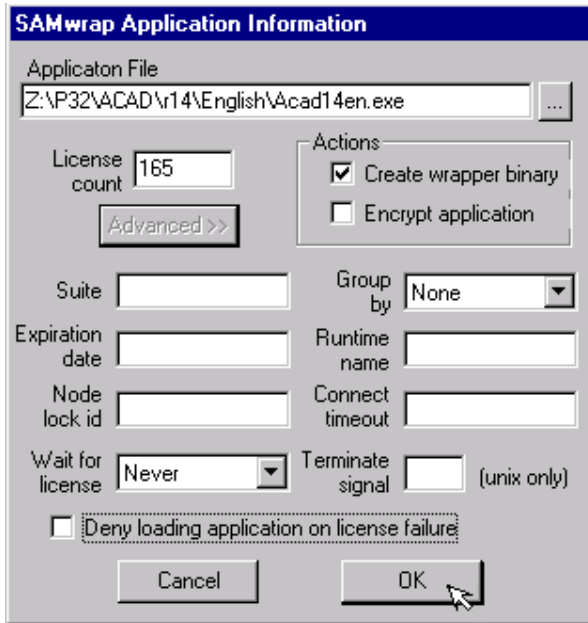 SAMwrap Application Information
Applicaton File
Z:\P32\ACAD\r14\English\Acad14en.exe
...
License count
165
Actions
Create wrapper binary
Encrypt application
Advanced >>
Suite
Group by
None
Expiration date
Runtime name
Node lock id
Connect timeout
Wait for license
Never
Terminate signal
(unix only)
Deny loading application on license failure
Cancel
OK